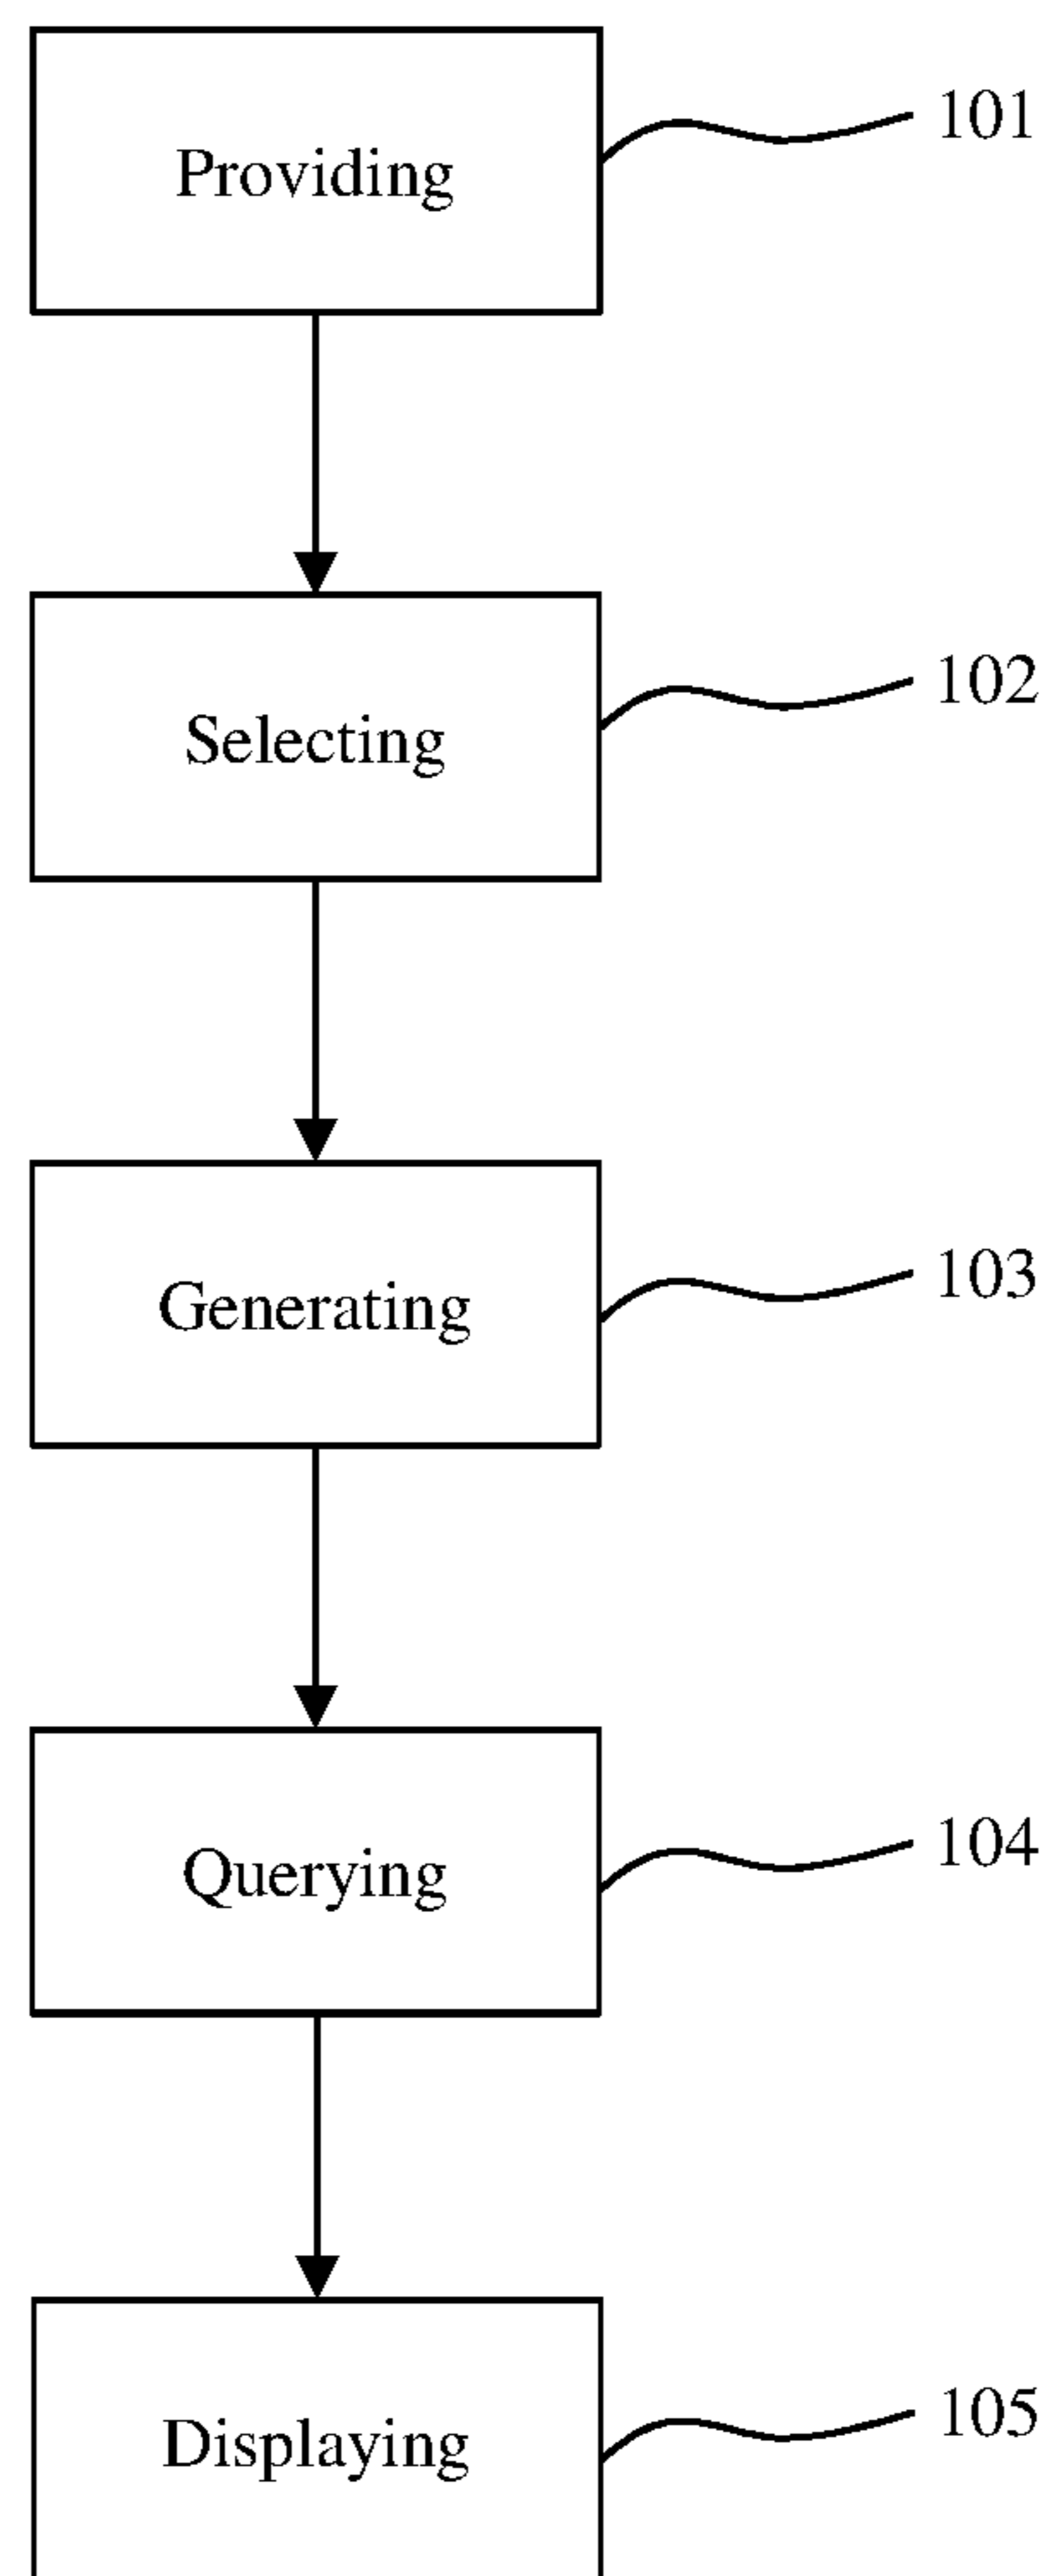 Providing
101
Selecting
102
Generating
103
Querying
104
Displaying
105